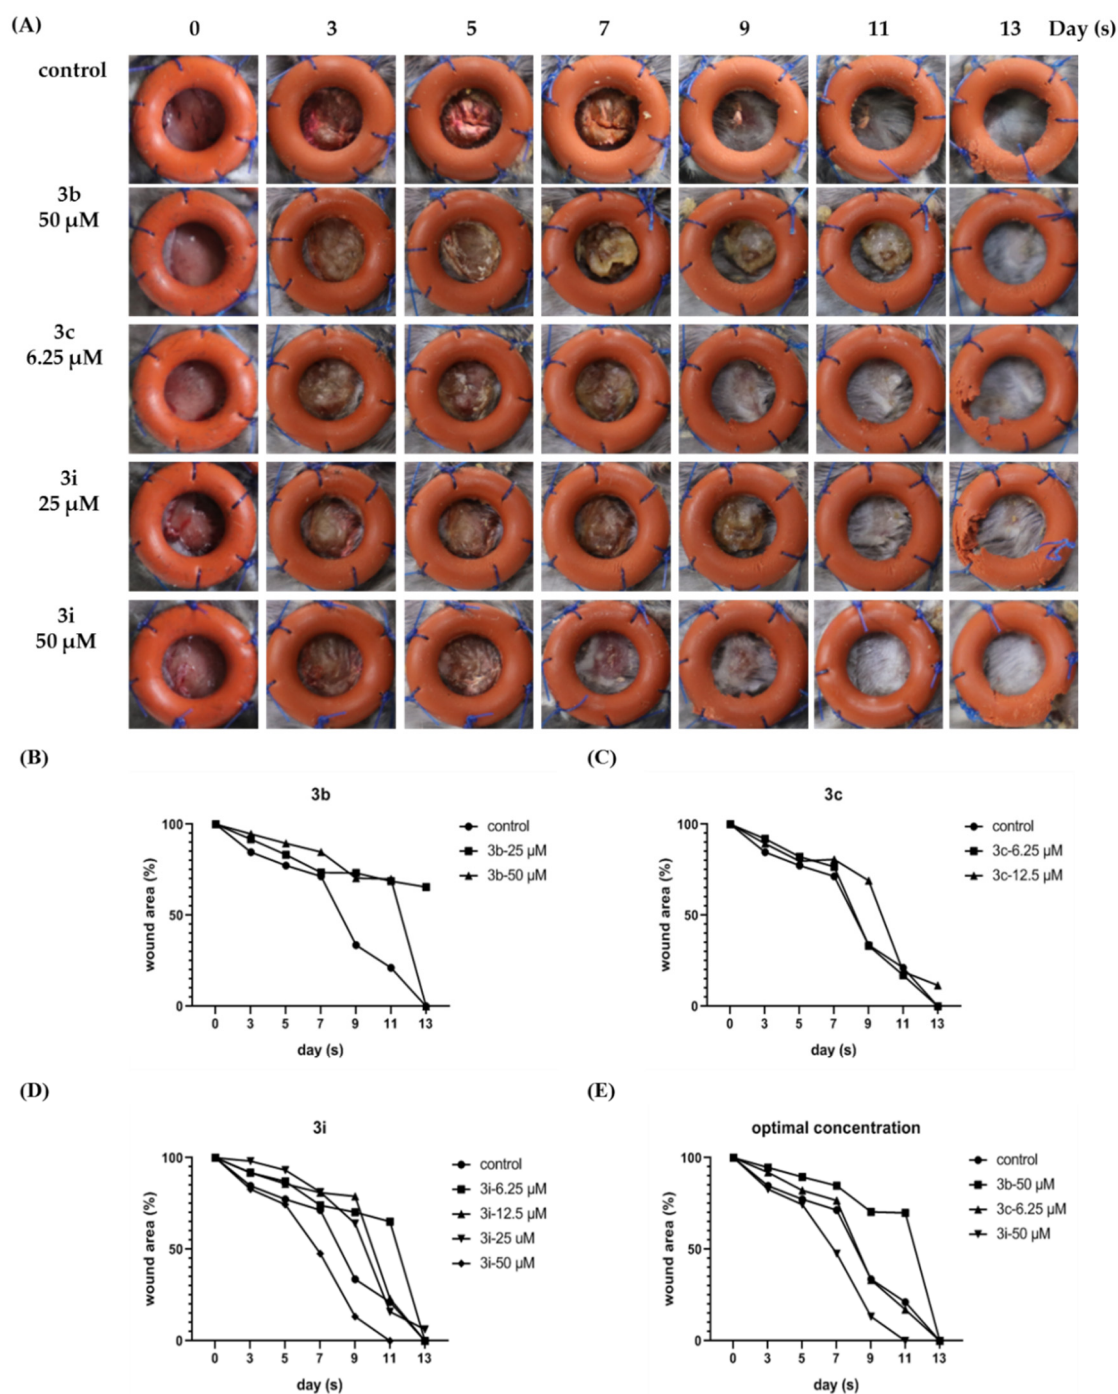 (A)
0 3 5 7 9 11 13 Day (s)
control
3b
50 μM
3c
6.25 μM
3i
25 μM
3i
50 μM
(B)
3b
wound area (%)
100
50
0
0 3 5 7 9 11 13
day (s)
control
3b-25 μM
3b-50 μM
(C)
3c
wound area (%)
100
50
0
0 3 5 7 9 11 13
day (s)
control
3c-6.25 μM
3c-12.5 μM
(D)
3i
wound area (%)
100
50
0
0 3 5 7 9 11 13
day (s)
control
3i-6.25 μM
3i-12.5 μM
3i-25 uM
3i-50 μM
(E)
optimal concentration
wound area (%)
100
50
0
0 3 5 7 9 11 13
day (s)
control
3b-50 μM
3c-6.25 μM
3i-50 μM